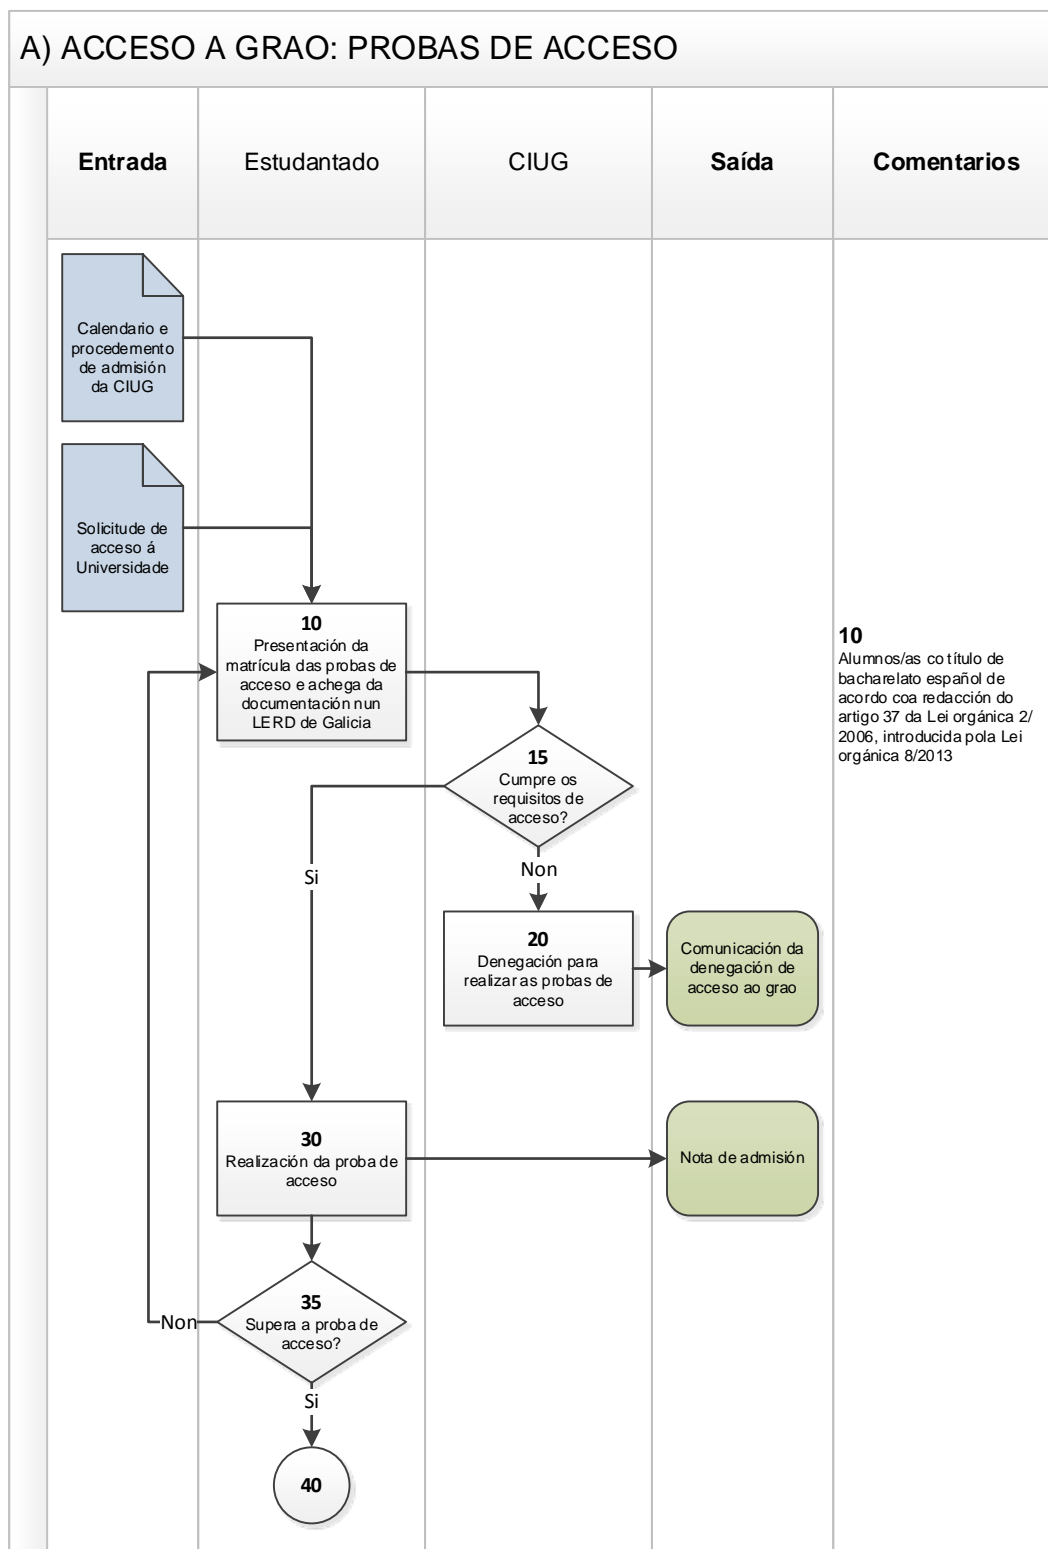 A) ACCESO A GRAO: PROBAS DE ACCESO
Entrada
Estudantado
CIUG
Saída
Comentarios
Calendario e
procedemento
de admisión
da CIUG
Solicitude de
acceso á
Universidade
10
Presentación da
matrícula das probas de
acceso e achega da
documentación nun
LERD de Galicia
10
Alumnos/as co título de
bacharelato español de
acordo coa redacción do
artigo 37 da Lei orgánica 2/
2006, introducida pola Lei
orgánica 8/2013
15
Cumpre os
requisitos de
acceso?
Si
Non
20
Denegación para
realizar as probas de
acceso
Comunicación da
denegación de
acceso ao grao
30
Realización da proba de
acceso
Nota de admisión
35
Supera a proba de
acceso?
Non
Si
40